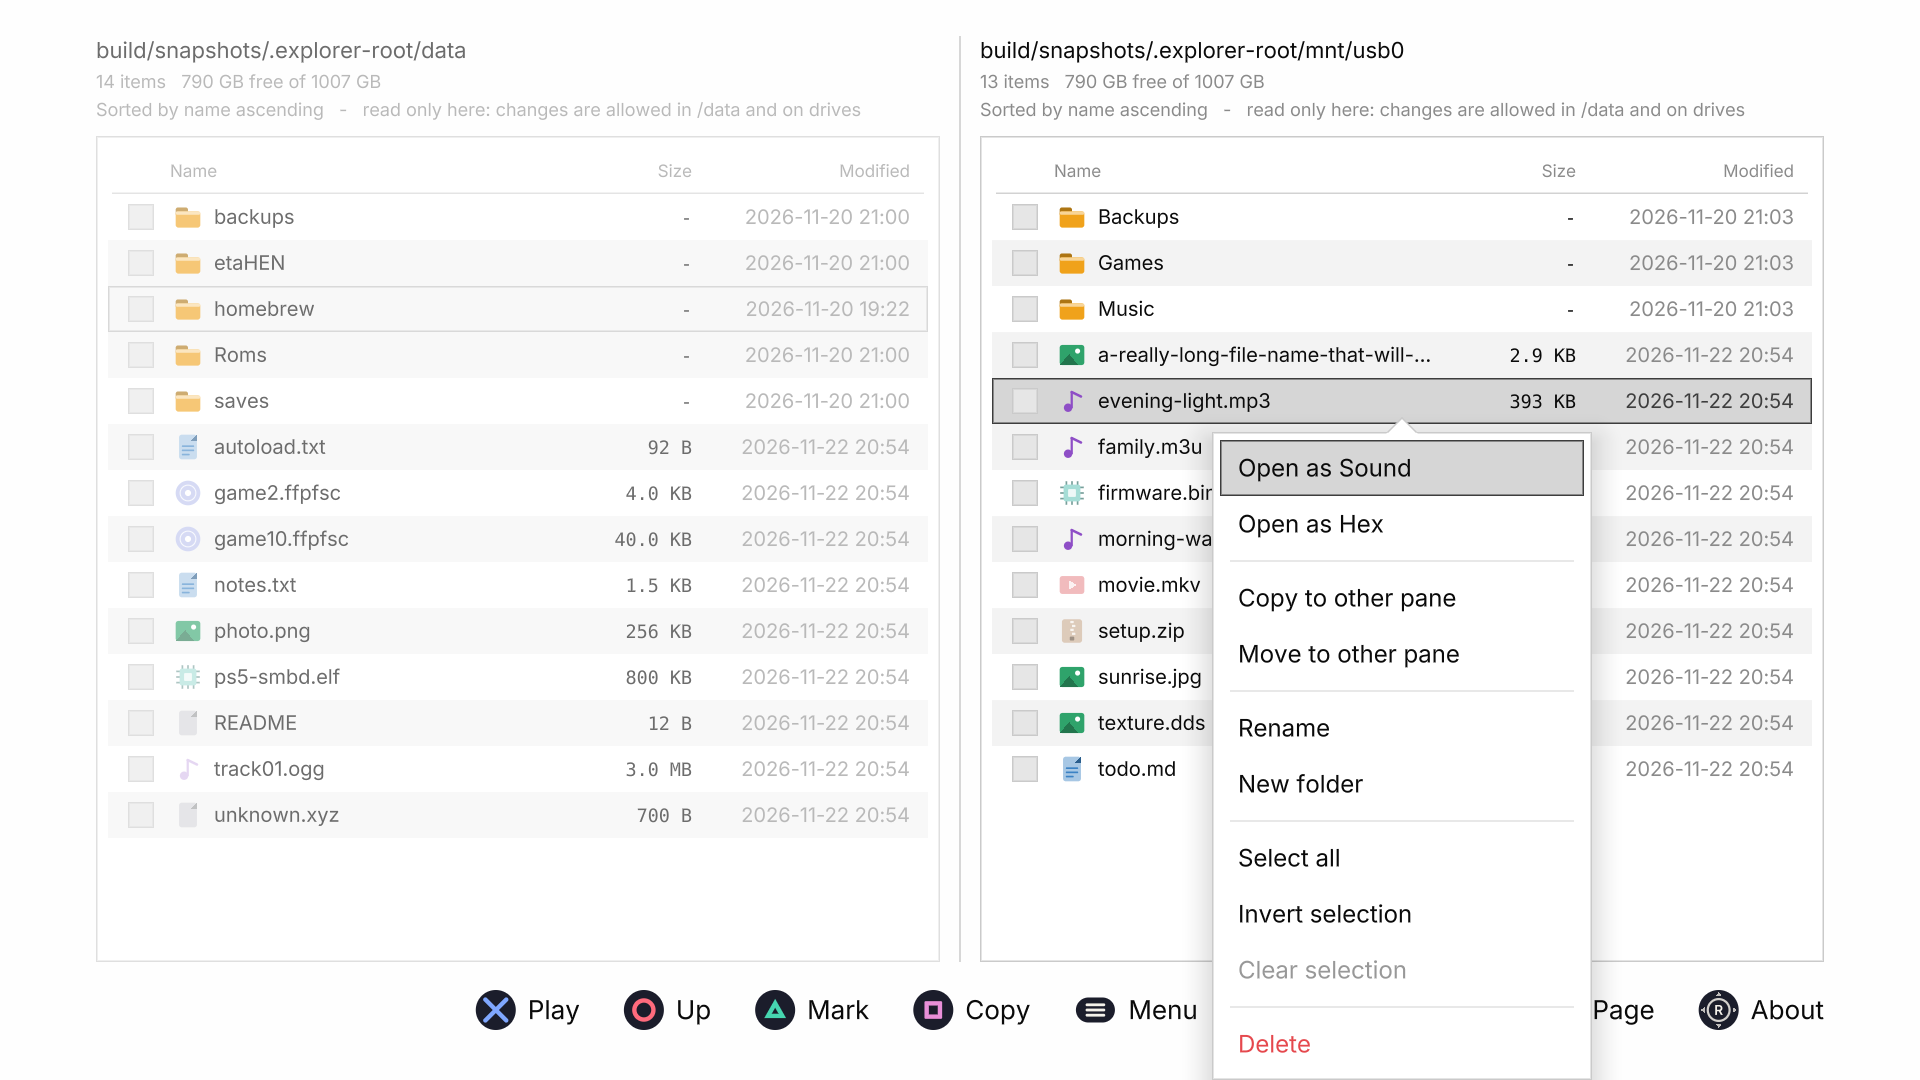 build/snapshots/.explorer-root/data
14 items 790 GB free of 1007 GB
Sorted by name ascending - read only here: changes are allowed in /data and on drives
Name Size Modified
backups - 2026-11-20 21:00
etaHEN - 2026-11-20 21:00
homebrew - 2026-11-20 19:22
Roms - 2026-11-20 21:00
saves - 2026-11-20 21:00
autoload.txt 92 B 2026-11-22 20:54
game2.ffpfsc 4.0 KB 2026-11-22 20:54
game10.ffpfsc 40.0 KB 2026-11-22 20:54
notes.txt 1.5 KB 2026-11-22 20:54
photo.png 256 KB 2026-11-22 20:54
ps5-smbd.elf 800 KB 2026-11-22 20:54
README 12 B 2026-11-22 20:54
track01.ogg 3.0 MB 2026-11-22 20:54
unknown.xyz 700 B 2026-11-22 20:54
build/snapshots/.explorer-root/mnt/usb0
13 items 790 GB free of 1007 GB
Sorted by name ascending - read only here: changes are allowed in /data and on drives
Name Size Modified
Backups - 2026-11-20 21:03
Games - 2026-11-20 21:03
Music - 2026-11-20 21:03
a-really-long-file-name-that-will-... 2.9 KB 2026-11-22 20:54
evening-light.mp3 393 KB 2026-11-22 20:54
family.m3u 2026-11-22 20:54
firmware.bin 2026-11-22 20:54
morning-wa 2026-11-22 20:54
movie.mkv 2026-11-22 20:54
setup.zip 2026-11-22 20:54
sunrise.jpg 2026-11-22 20:54
texture.dds 2026-11-22 20:54
todo.md 2026-11-22 20:54
Open as Sound
Open as Hex
Copy to other pane
Move to other pane
Rename
New folder
Select all
Invert selection
Clear selection
Delete
Play Up Mark Copy Menu Page R About